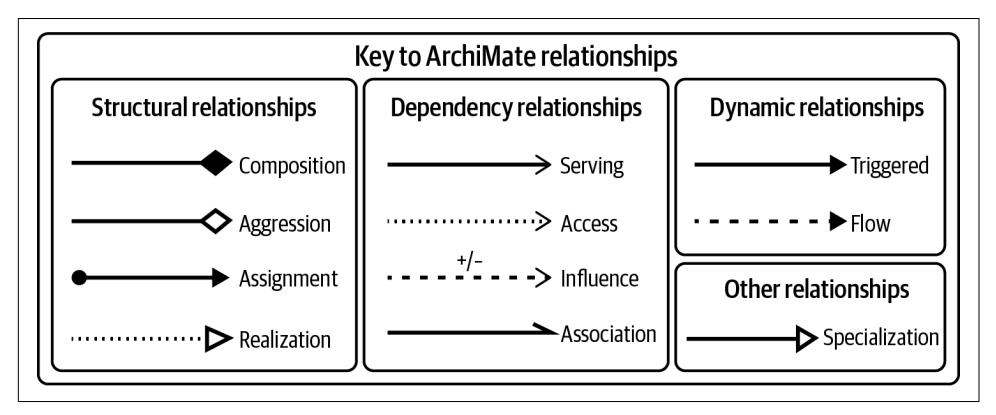 Key to ArchiMate relationships
Structural relationships
Composition
Aggression
Assignment
Realization
Dependency relationships
Serving
Access
+/–
Influence
Association
Dynamic relationships
Triggered
Flow
Other relationships
Specialization